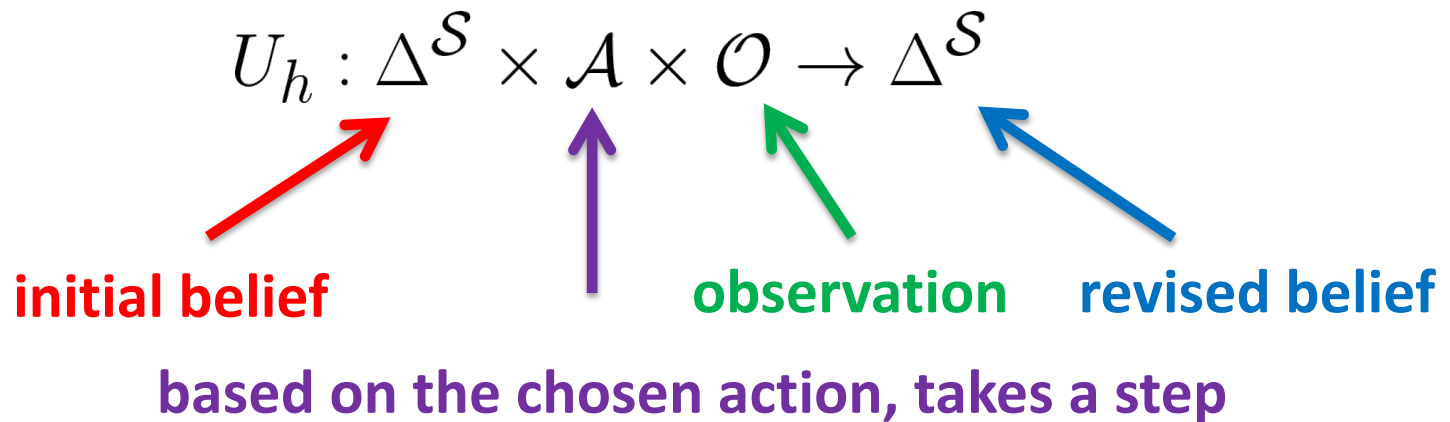 U_h : Δ^𝒮 × 𝒜 × 𝒪 → Δ^𝒮
initial belief
observation
revised belief
based on the chosen action, takes a step